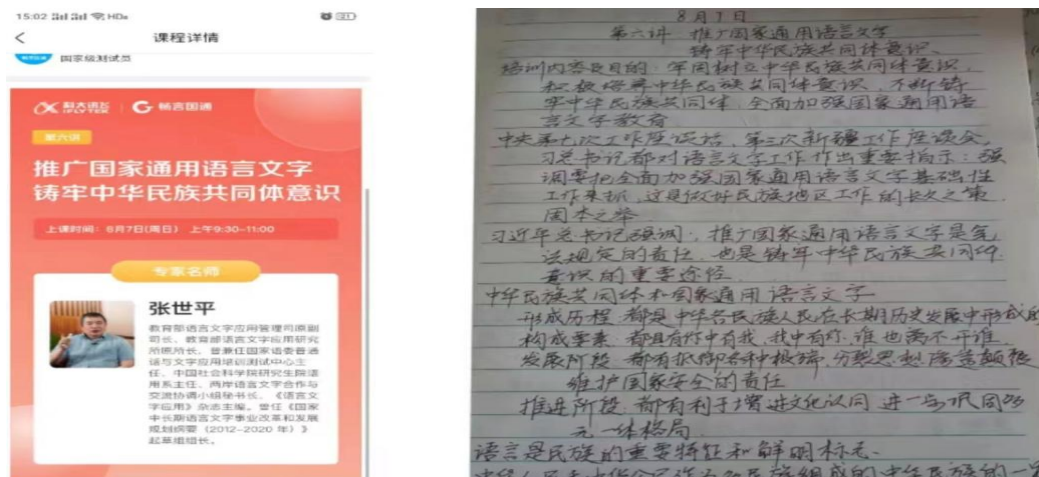 15:02
HD
课程详情
国家级测试员
科大讯飞 iFLYTEK 畅言国通
第六讲
推广国家通用语言文字
铸牢中华民族共同体意识
上课时间：6月7日(周日) 上午9:30-11:00
专家名师
张世平
教育部语言文字应用管理司原副
司长、教育部语言文字应用研究
所原所长，曾兼任国家语委普通
话与文字应用培训测试中心主
任、中国社会科学院研究生院语
用系主任、两岸语言文字合作与
交流协调小组秘书长、《语言文
字应用》杂志主编。曾任《国家
中长期语言文字事业改革和发展
规划纲要（2012-2020 年）》
起草组组长。
8月7日
第六讲 推广国家通用语言文字
铸牢中华民族共同体意识、
培训内容及目的：牢固树立中华民族共同体意识，
积极培养中华民族共同体意识，不断铸
牢中华民族共同体，全面加强国家通用语
言文字教育
中央第七次工作座谈话，第三次新疆工作座谈会，
习总书记都对语言文字工作作出重要指示：强
调要把全面加强国家通用语言文字基础性
工作来抓，这是做好民族地区工作的长久之策
固本之举
习近平总书记强调：推广国家通用语言文字是宪
法规定的责任，也是铸牢中华民族共同体
意识的重要途径
中华民族共同体和国家通用语言文字
形成历程 都是中华各民族人民在长期历史发展中形成的
构成要素 都具有你中有我，我中有你，谁也离不开谁
发展阶段 都有抵御各种 分裂思想 颠覆
维护国家安全的责任
推进阶段 都有利于增进文化认同 进一步巩固多
元一体格局
语言是民族的重要特征和鲜明标志、
中华 民族组成的中华民族的一